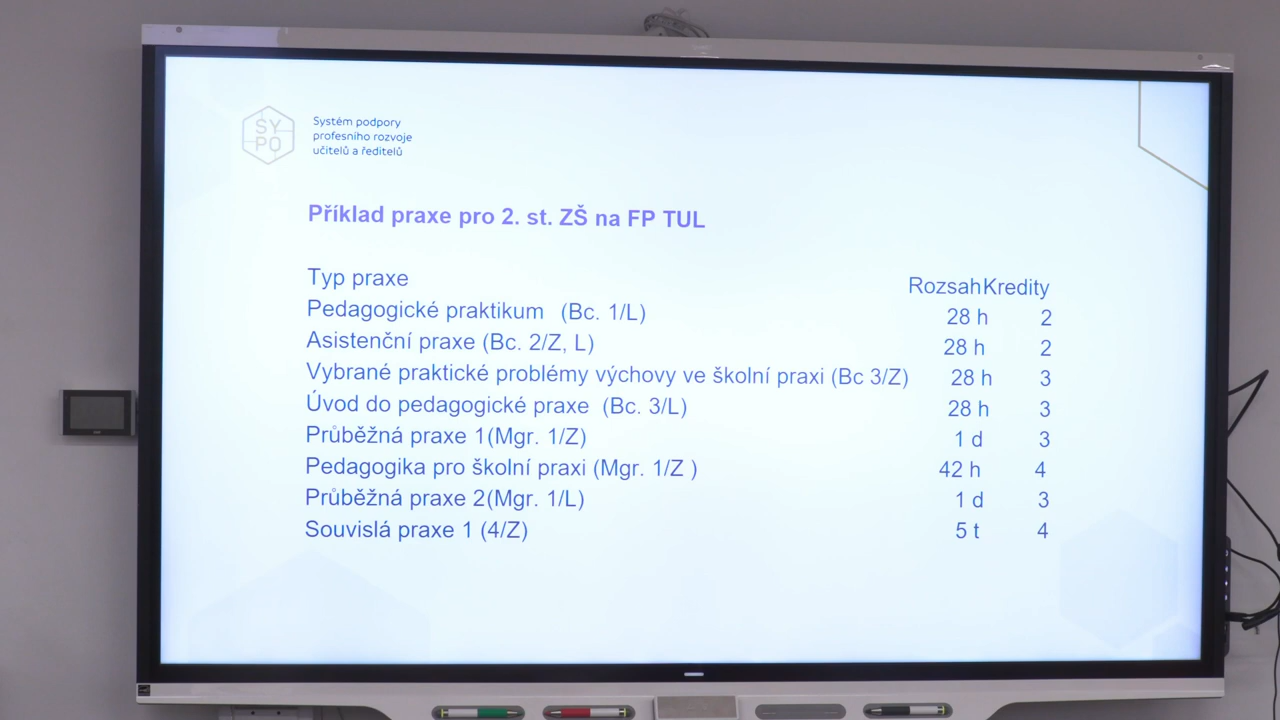 SY
PO
Systém podpory
profesního rozvoje
učitelů a ředitelů
Příklad praxe pro 2. st. ZŠ na FP TUL
Typ praxe Rozsah Kredity
Pedagogické praktikum (Bc. 1/L) 28 h 2
Asistenční praxe (Bc. 2/Z, L) 28 h 2
Vybrané praktické problémy výchovy ve školní praxi (Bc 3/Z) 28 h 3
Úvod do pedagogické praxe (Bc. 3/L) 28 h 3
Průběžná praxe 1(Mgr. 1/Z) 1 d 3
Pedagogika pro školní praxi (Mgr. 1/Z ) 42 h 4
Průběžná praxe 2(Mgr. 1/L) 1 d 3
Souvislá praxe 1 (4/Z) 5 t 4